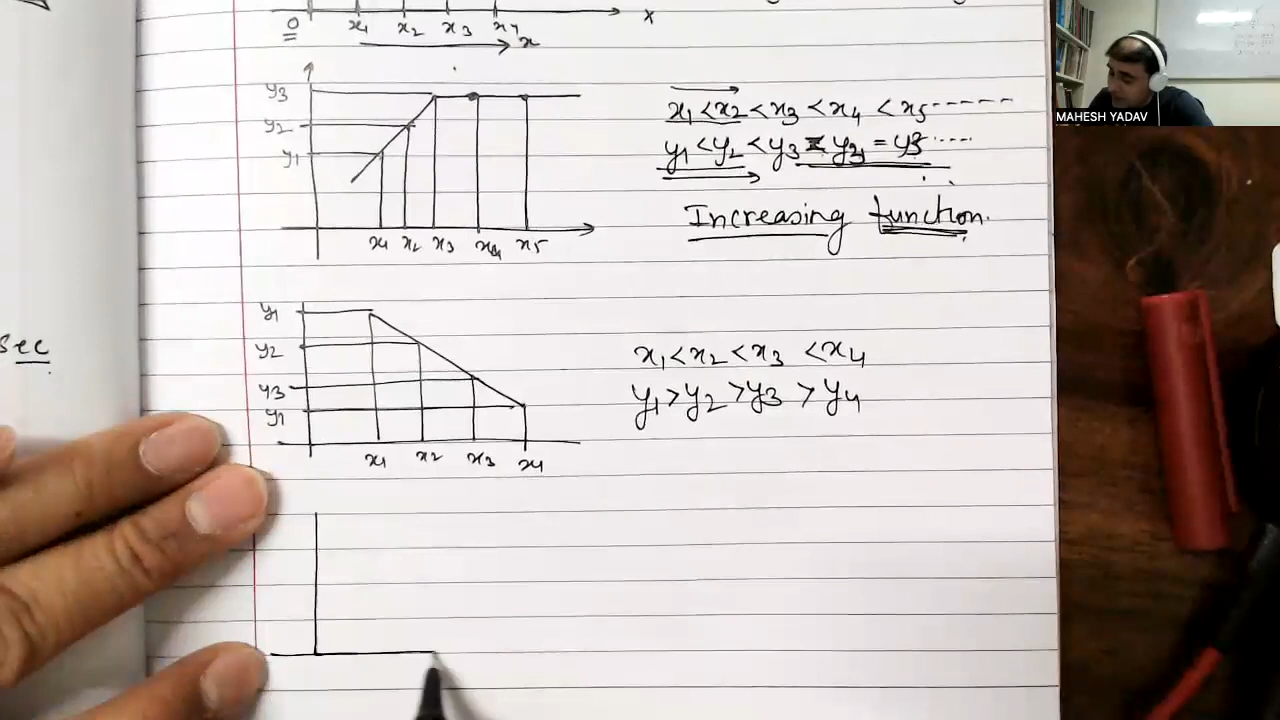 0 x1 x2 x3 x4 x
x
y3
y2
y1
x1 x2 x3 x4 x5
x1 < x2 < x3 < x4 < x5 -----
y1 < y2 < y3 = y3 ....
Increasing function.
sec
y1
y2
y3
y4
x1 x2 x3 x4
x1 < x2 < x3 < x4
y1 > y2 > y3 > y4
MAHESH YADAV